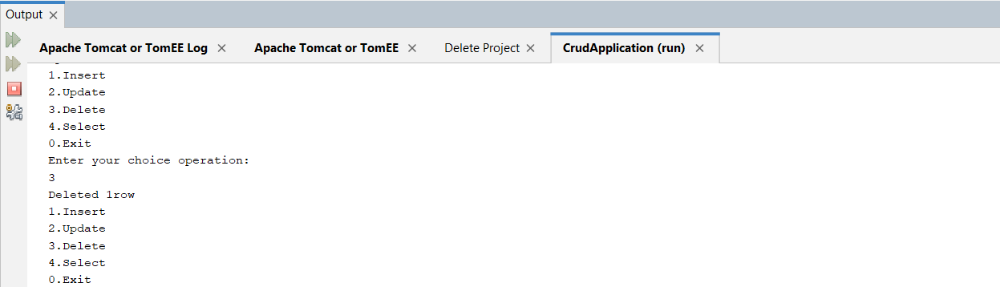 Output
Apache Tomcat or TomEE Log
Apache Tomcat or TomEE
Delete Project
CrudApplication (run)
1.Insert
2.Update
3.Delete
4.Select
0.Exit
Enter your choice operation:
3
Deleted 1row
1.Insert
2.Update
3.Delete
4.Select
0.Exit